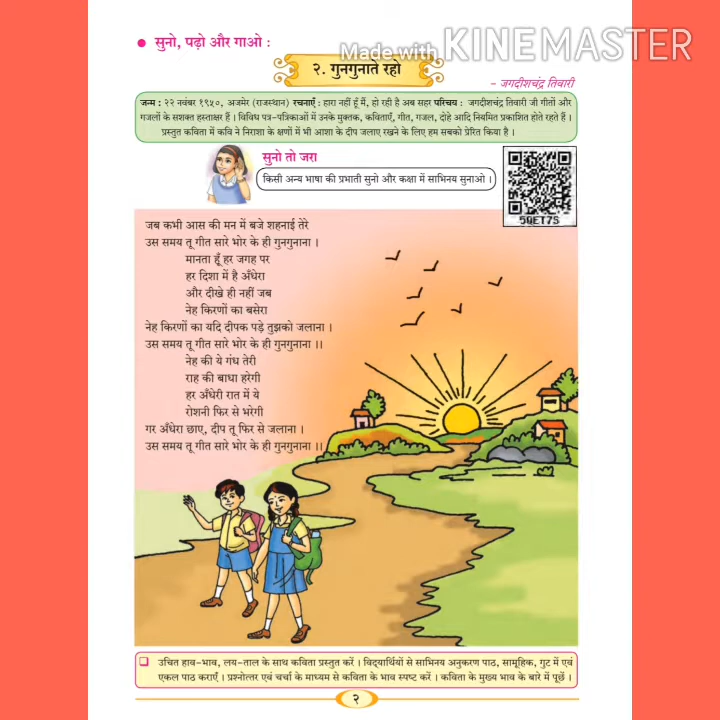 Made with KINEMASTER
● सुनो, पढ़ो और गाओ :
२. गुनगुनाते रहो
- जगदीशचंद्र तिवारी
जन्म : २२ नवंबर १९५०, अजमेर (राजस्थान) रचनाएँ : हारा नहीं हूँ मैं, हो रही है अब सहर परिचय : जगदीशचंद्र तिवारी जी गीतों और
गजलों के सशक्त हस्ताक्षर हैं । विविध पत्र-पत्रिकाओं में उनके मुक्तक, कविताएँ, गीत, गजल, दोहे आदि नियमित प्रकाशित होते रहते हैं ।
प्रस्तुत कविता में कवि ने निराशा के क्षणों में भी आशा के दीप जलाए रखने के लिए हम सबको प्रेरित किया है ।
सुनो तो जरा
किसी अन्य भाषा की प्रभाती सुनो और कक्षा में साभिनय सुनाओ ।
5QET7S
जब कभी आस की मन में बजे शहनाई तेरे
उस समय तू गीत सारे भोर के ही गुनगुनाना ।
मानता हूँ हर जगह पर
हर दिशा में है अँधेरा
और दीखे ही नहीं जब
नेह किरणों का बसेरा
नेह किरणों का यदि दीपक पड़े तुझको जलाना ।
उस समय तू गीत सारे भोर के ही गुनगुनाना ।।
नेह की ये गंध तेरी
राह की बाधा हरेगी
हर अँधेरी रात में ये
रोशनी फिर से भरेगी
गर अँधेरा छाए, दीप तू फिर से जलाना ।
उस समय तू गीत सारे भोर के ही गुनगुनाना ।।
❑ उचित हाव-भाव, लय-ताल के साथ कविता प्रस्तुत करें । विद्यार्थियों से साभिनय अनुकरण पाठ, सामूहिक, गुट में एवं
एकल पाठ कराएँ । प्रश्नोत्तर एवं चर्चा के माध्यम से कविता के भाव स्पष्ट करें । कविता के मुख्य भाव के बारे में पूछें ।
२